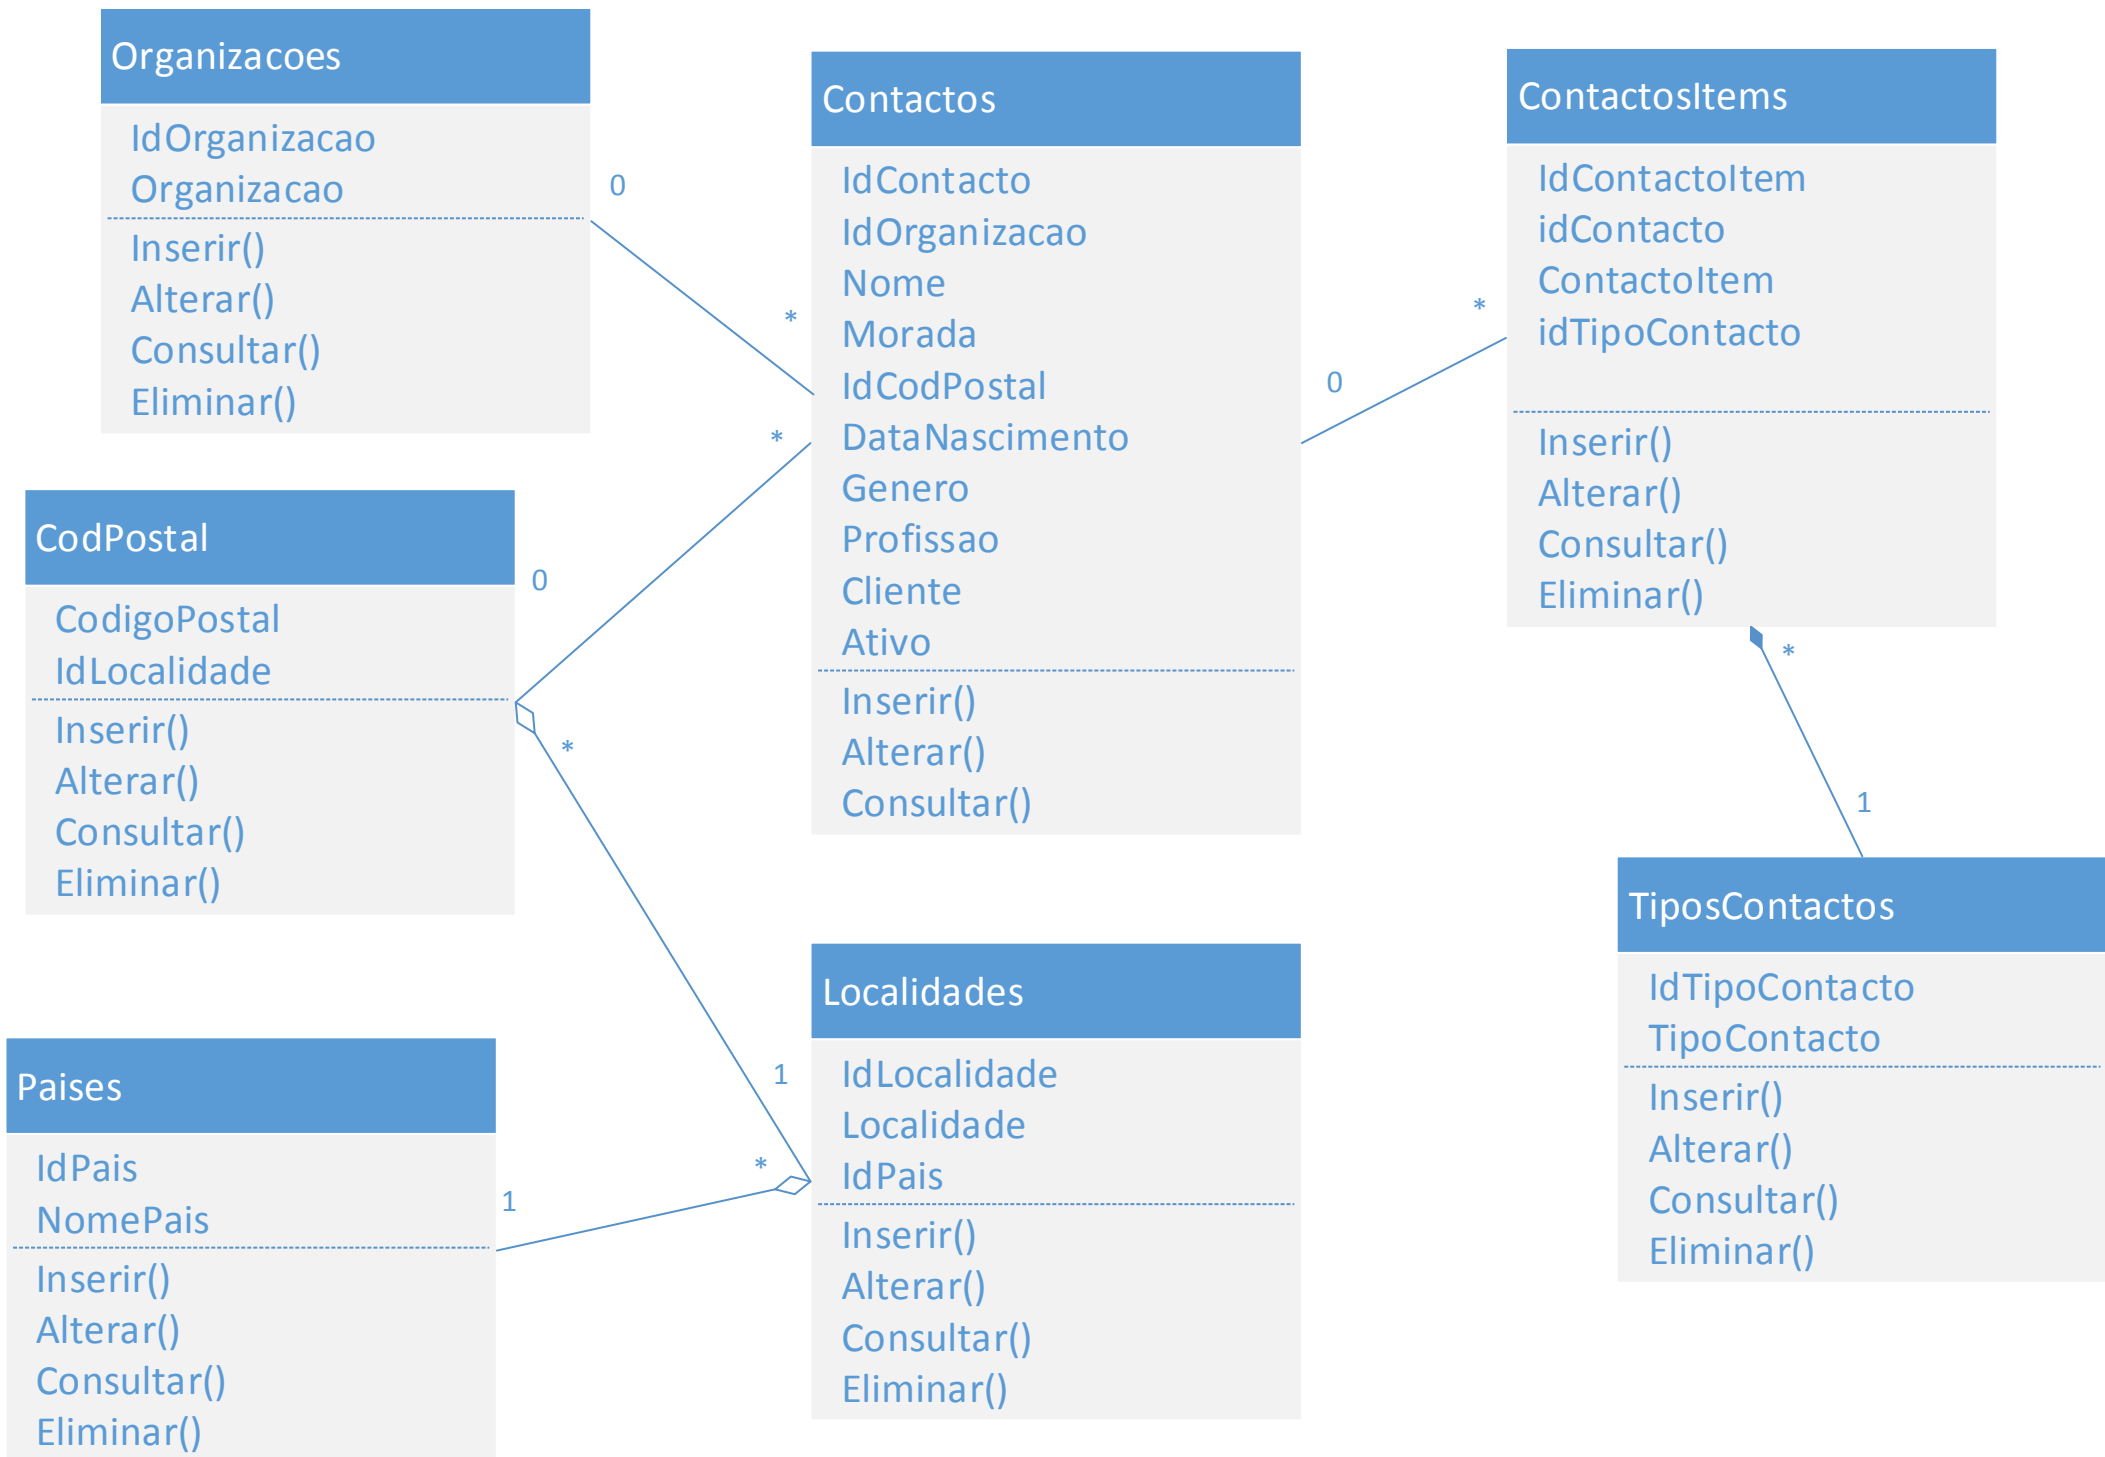 Organizacoes
IdOrganizacao
Organizacao
Inserir()
Alterar()
Consultar()
Eliminar()
0
*
Contactos
IdContacto
IdOrganizacao
Nome
Morada
IdCodPostal
DataNascimento
Genero
Profissao
Cliente
Ativo
Inserir()
Alterar()
Consultar()
0
*
ContactosItems
IdContactoItem
idContacto
ContactoItem
idTipoContacto
Inserir()
Alterar()
Consultar()
Eliminar()
*
1
CodPostal
CodigoPostal
IdLocalidade
Inserir()
Alterar()
Consultar()
Eliminar()
0
*
*
1
TiposContactos
IdTipoContacto
TipoContacto
Inserir()
Alterar()
Consultar()
Eliminar()
Localidades
IdLocalidade
Localidade
IdPais
Inserir()
Alterar()
Consultar()
Eliminar()
*
1
Paises
IdPais
NomePais
Inserir()
Alterar()
Consultar()
Eliminar()